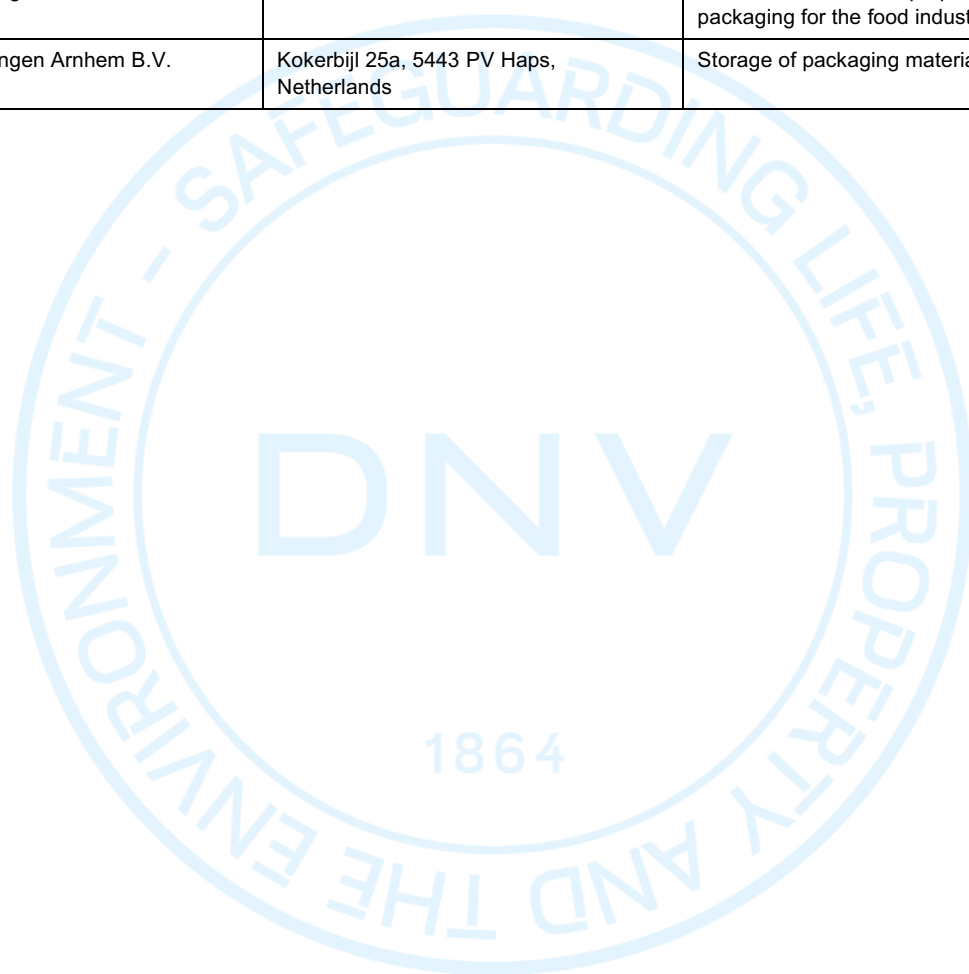 packaging for the food indust
ngen Arnhem B.V.
Kokerbijl 25a, 5443 PV Haps,
Netherlands
Storage of packaging materia
SAFEGUARDING LIFE, PROPERTY AND THE ENVIRONMENT -
DNV
1864